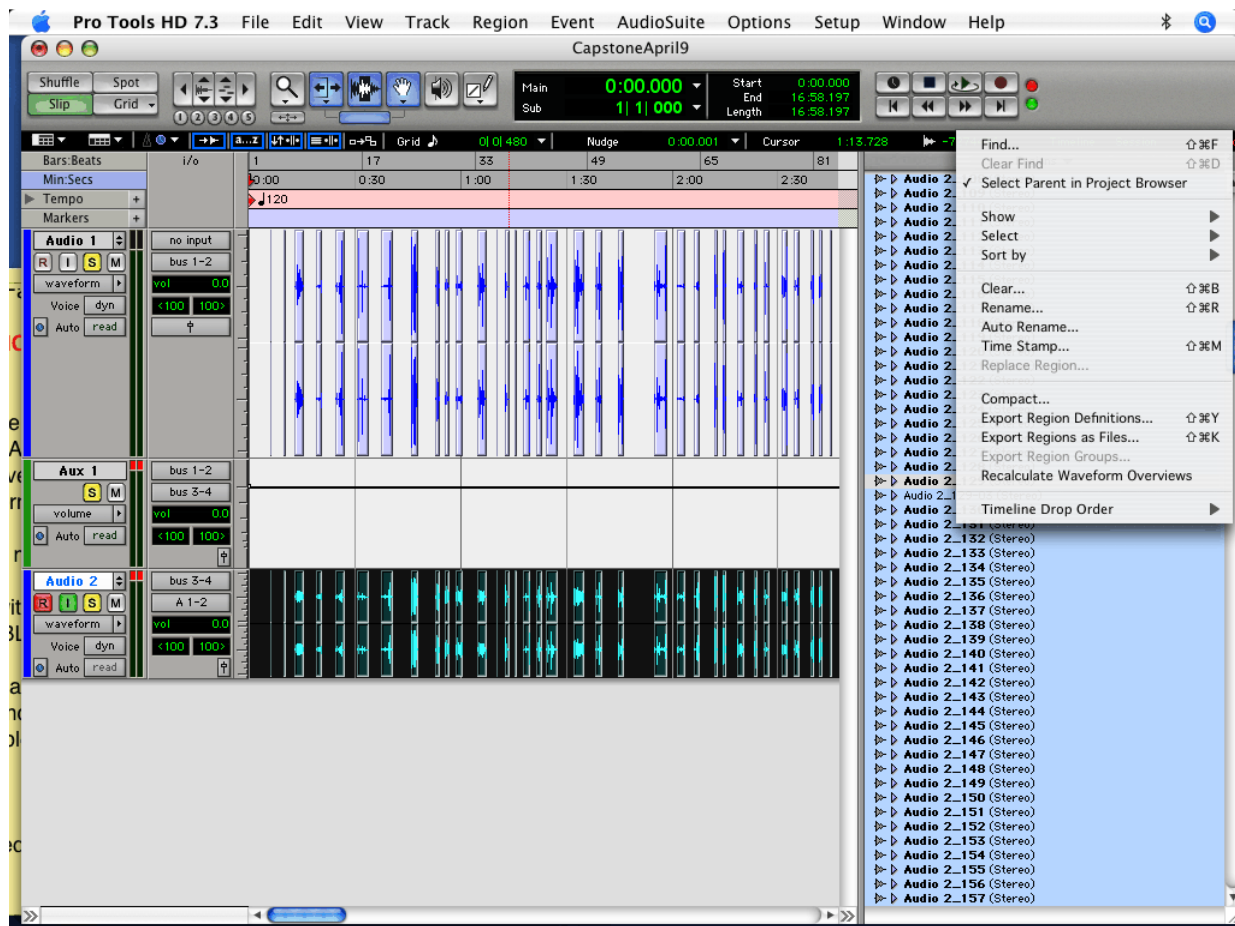 Pro Tools HD 7.3 File Edit View Track Region Event AudioSuite Options Setup Window Help
CapstoneApril9
Shuffle Spot
Slip Grid
1 2 3 4 5
Main 0:00.000
Sub 1| 1| 000
Start 0:00.000
End 16:58.197
Length 16:58.197
a...z
Grid 0| 0| 480 Nudge 0:00.001 Cursor 1:13.728
Bars:Beats i/o 1 17 33 49 65 81
Min:Secs 0:00 0:30 1:00 1:30 2:00 2:30
Tempo + 120
Markers +
Audio 1 no input
R I S M bus 1-2
waveform vol 0.0
Voice dyn <100 100>
Auto read
Aux 1 bus 1-2
S M bus 3-4
volume vol 0.0
Auto read <100 100>
Audio 2 bus 3-4
R I S M A 1-2
waveform vol 0.0
Voice dyn <100 100>
Auto read
Find... ⇧⌘F
Clear Find ⇧⌘D
✓ Select Parent in Project Browser
Show
Select
Sort by
Clear... ⇧⌘B
Rename... ⇧⌘R
Auto Rename...
Time Stamp... ⇧⌘M
Replace Region...
Compact...
Export Region Definitions... ⇧⌘Y
Export Regions as Files... ⇧⌘K
Export Region Groups...
Recalculate Waveform Overviews
Timeline Drop Order
Audio 2_131 (Stereo)
Audio 2_132 (Stereo)
Audio 2_133 (Stereo)
Audio 2_134 (Stereo)
Audio 2_135 (Stereo)
Audio 2_136 (Stereo)
Audio 2_137 (Stereo)
Audio 2_138 (Stereo)
Audio 2_139 (Stereo)
Audio 2_140 (Stereo)
Audio 2_141 (Stereo)
Audio 2_142 (Stereo)
Audio 2_143 (Stereo)
Audio 2_144 (Stereo)
Audio 2_145 (Stereo)
Audio 2_146 (Stereo)
Audio 2_147 (Stereo)
Audio 2_148 (Stereo)
Audio 2_149 (Stereo)
Audio 2_150 (Stereo)
Audio 2_151 (Stereo)
Audio 2_152 (Stereo)
Audio 2_153 (Stereo)
Audio 2_154 (Stereo)
Audio 2_155 (Stereo)
Audio 2_156 (Stereo)
Audio 2_157 (Stereo)